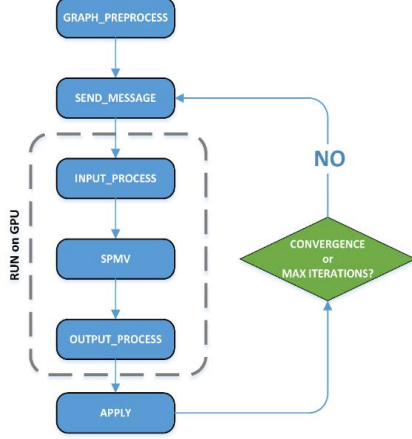 GRAPH_PREPROCESS
SEND_MESSAGE
RUN on GPU
INPUT_PROCESS
SPMV
OUTPUT_PROCESS
APPLY
NO
CONVERGENCE
or
MAX ITERATIONS?